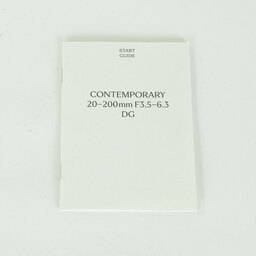 START
GUIDE
CONTEMPORARY
20–200mm F3.5–6.3
DG